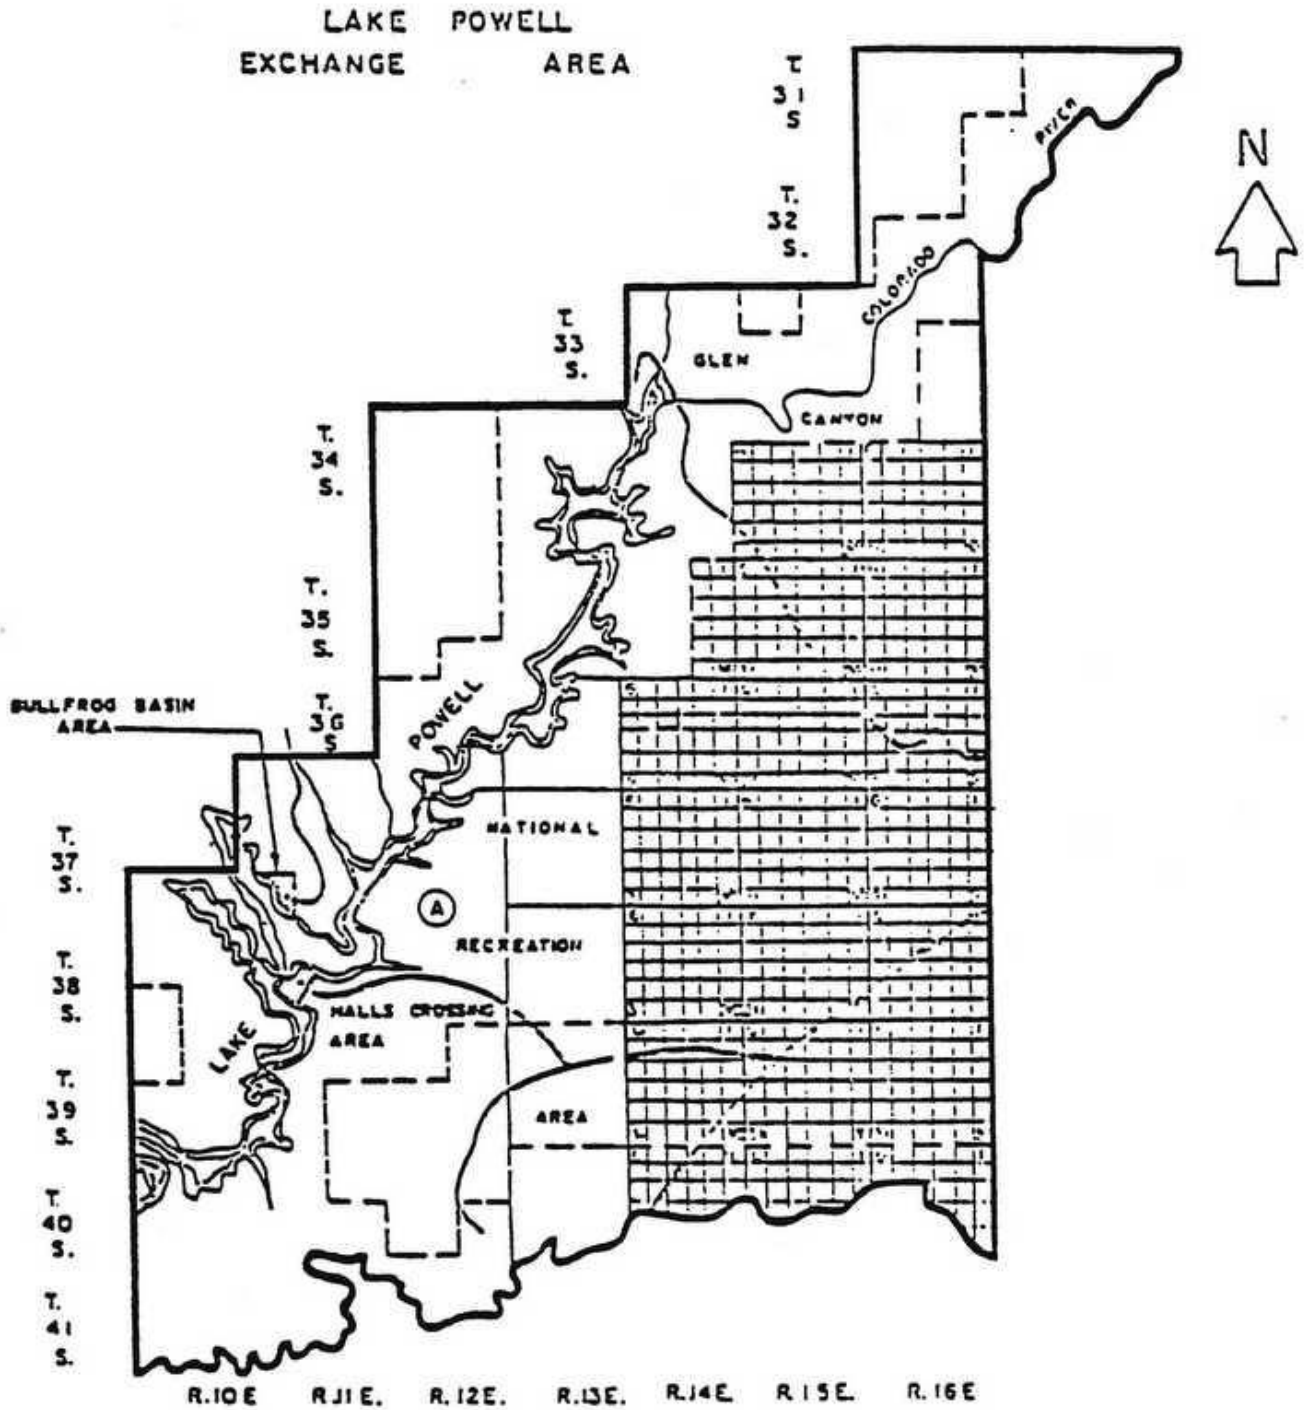 LAKE POWELL
EXCHANGE AREA
T.
31
S
T.
32
S.
N
RIVER
COLORADO
T.
33
S.
GLEN
CANYON
T.
34
S.
T.
35
S.
BULLFROG BASIN
AREA
T.
36
S
POWELL
NATIONAL
T.
37
S.
A
RECREATION
T.
38
S.
HALLS CROSSING
AREA
LAKE
T.
39
S.
AREA
T.
40
S.
T.
41
S.
R.10E R.11E. R.12E. R.13E. R.14E R15E. R.16E